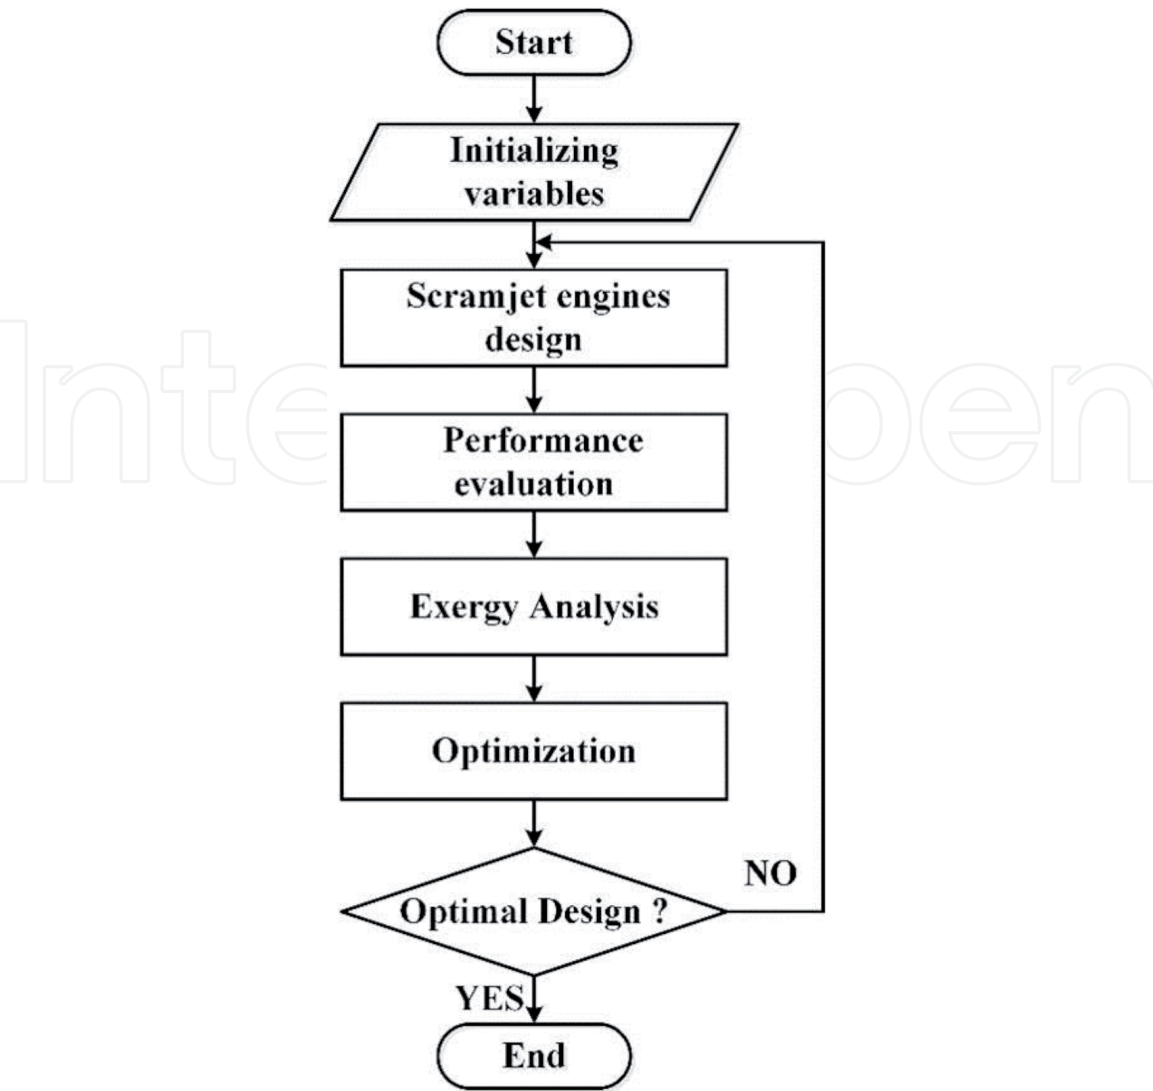 Start
Initializing
variables
Scramjet engines
design
Performance
evaluation
Exergy Analysis
Optimization
Optimal Design ?
NO
YES
End